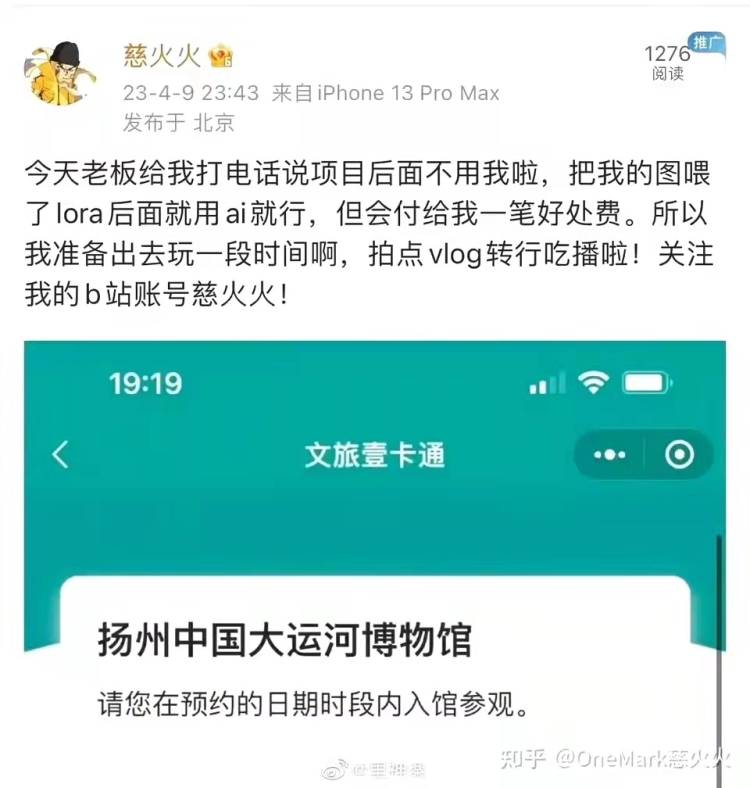 慈火火
推广
1276
阅读
23-4-9 23:43 来自iPhone 13 Pro Max
发布于 北京
今天老板给我打电话说项目后面不用我啦，把我的图喂
了lora后面就用ai就行，但会付给我一笔好处费。所以
我准备出去玩一段时间啊，拍点vlog转行吃播啦！关注
我的b站账号慈火火！
19:19
文旅壹卡通
扬州中国大运河博物馆
请您在预约的日期时段内入馆参观。
知乎 @OneMark慈火火